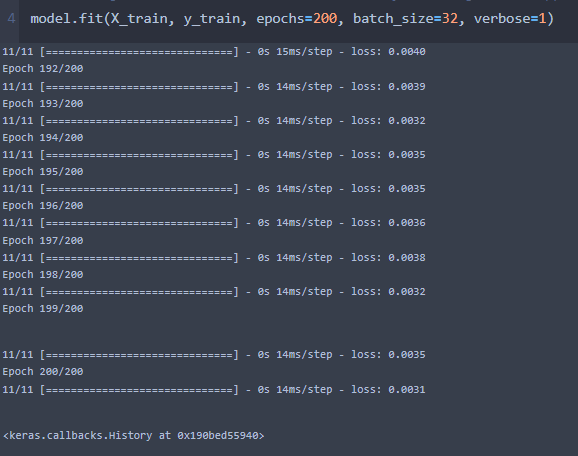 4 model.fit(X_train, y_train, epochs=200, batch_size=32, verbose=1)
11/11 [==============================] - 0s 15ms/step - loss: 0.0040
Epoch 192/200
11/11 [==============================] - 0s 14ms/step - loss: 0.0039
Epoch 193/200
11/11 [==============================] - 0s 14ms/step - loss: 0.0032
Epoch 194/200
11/11 [==============================] - 0s 14ms/step - loss: 0.0035
Epoch 195/200
11/11 [==============================] - 0s 14ms/step - loss: 0.0035
Epoch 196/200
11/11 [==============================] - 0s 14ms/step - loss: 0.0036
Epoch 197/200
11/11 [==============================] - 0s 14ms/step - loss: 0.0038
Epoch 198/200
11/11 [==============================] - 0s 14ms/step - loss: 0.0032
Epoch 199/200
11/11 [==============================] - 0s 14ms/step - loss: 0.0035
Epoch 200/200
11/11 [==============================] - 0s 14ms/step - loss: 0.0031
<keras.callbacks.History at 0x190bed55940>